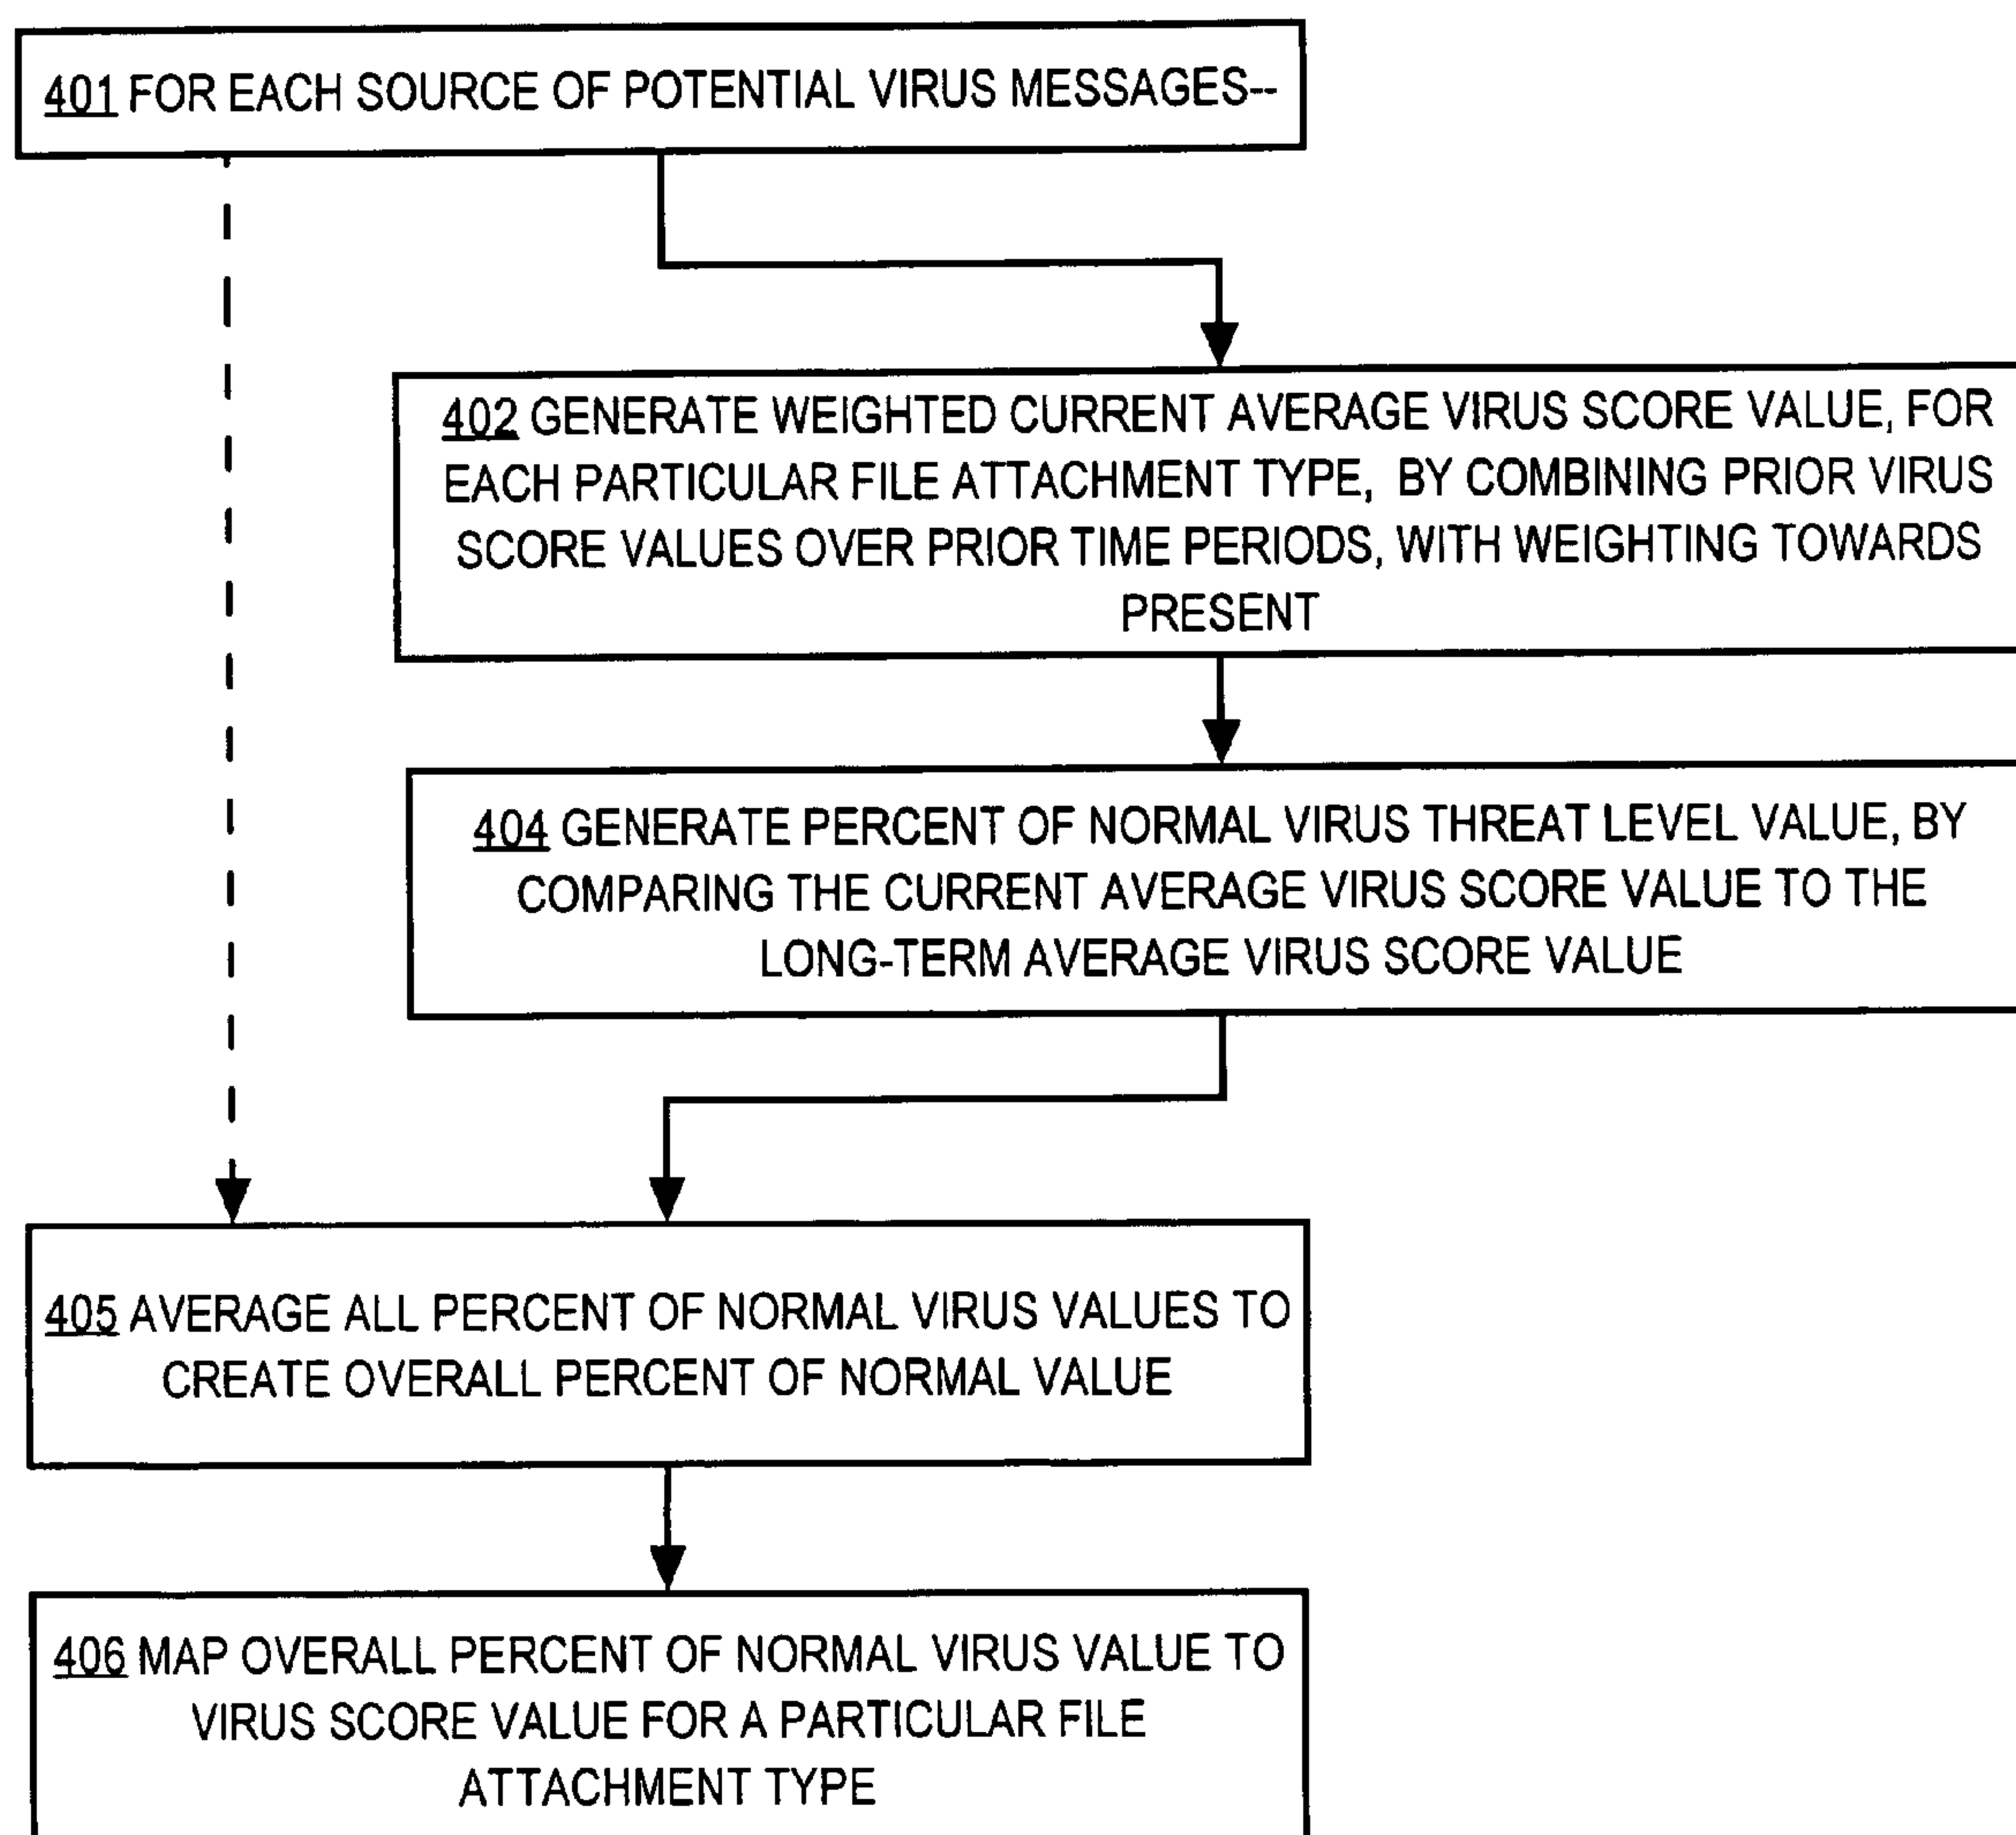 401 FOR EACH SOURCE OF POTENTIAL VIRUS MESSAGES--
402 GENERATE WEIGHTED CURRENT AVERAGE VIRUS SCORE VALUE, FOR
EACH PARTICULAR FILE ATTACHMENT TYPE, BY COMBINING PRIOR VIRUS
SCORE VALUES OVER PRIOR TIME PERIODS, WITH WEIGHTING TOWARDS
PRESENT
404 GENERATE PERCENT OF NORMAL VIRUS THREAT LEVEL VALUE, BY
COMPARING THE CURRENT AVERAGE VIRUS SCORE VALUE TO THE
LONG-TERM AVERAGE VIRUS SCORE VALUE
405 AVERAGE ALL PERCENT OF NORMAL VIRUS VALUES TO
CREATE OVERALL PERCENT OF NORMAL VALUE
406 MAP OVERALL PERCENT OF NORMAL VIRUS VALUE TO
VIRUS SCORE VALUE FOR A PARTICULAR FILE
ATTACHMENT TYPE